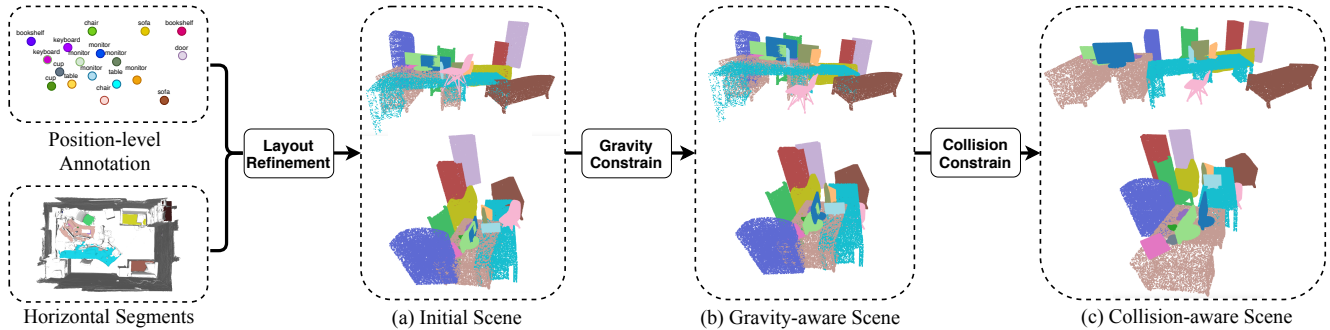 chair
sofa
bookshelf
bookshelf
keyboard
monitor
door
keyboard
monitor
monitor
cup
monitor
cup
table
table
monitor
chair
sofa
Position-level
Annotation
Horizontal Segments
Layout
Refinement
(a) Initial Scene
Gravity
Constrain
(b) Gravity-aware Scene
Collision
Constrain
(c) Collision-aware Scene